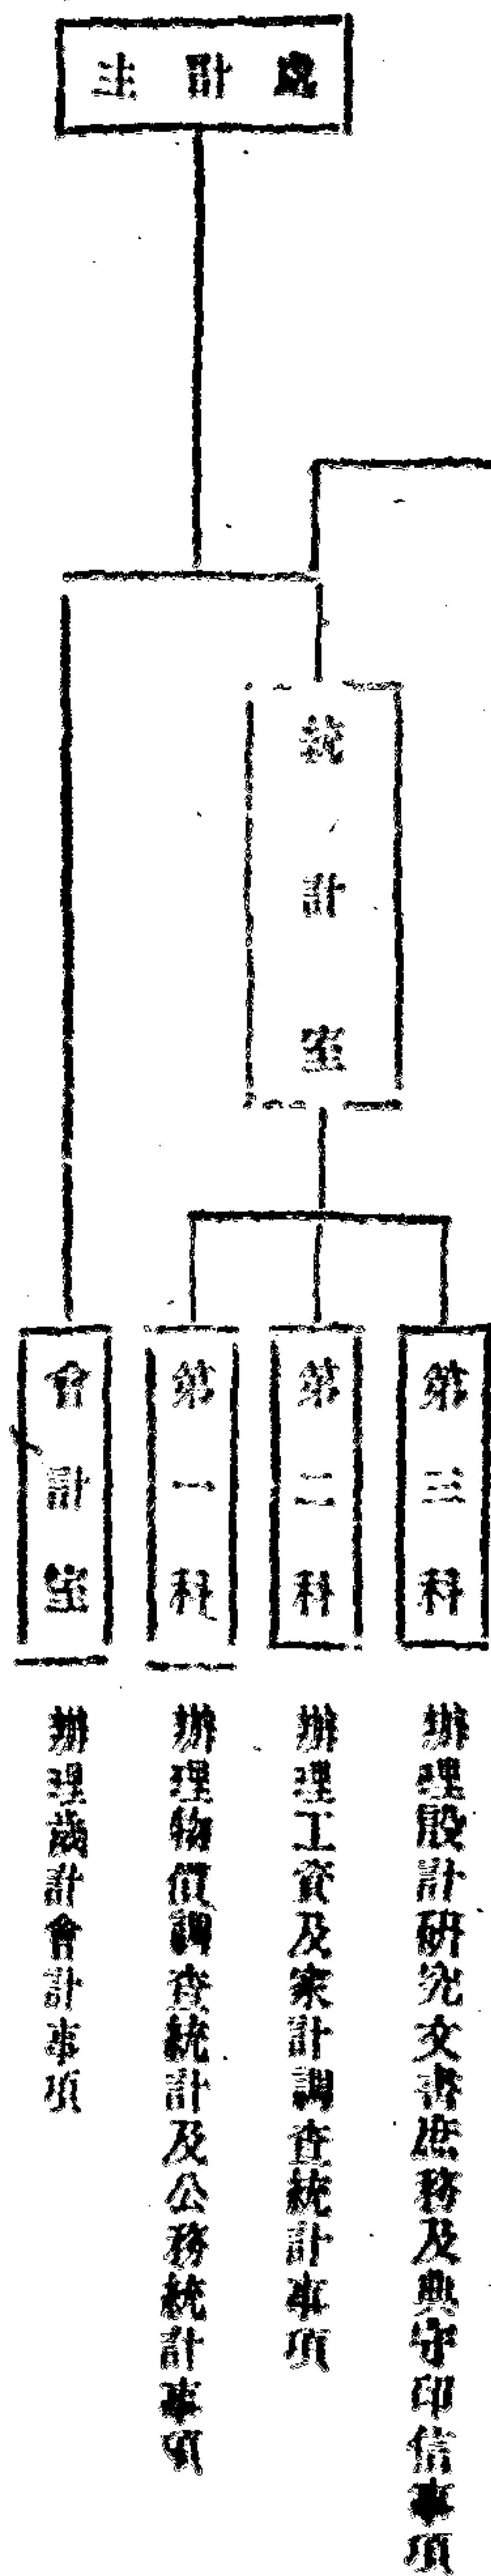 主計處
統計室
第三科
辦理設計研究文書庶務及典守印信事項
第二科
辦理工資及家計調查統計事項
第一科
辦理物價調查統計及公務統計事項
會計室
辦理歲計會計事項